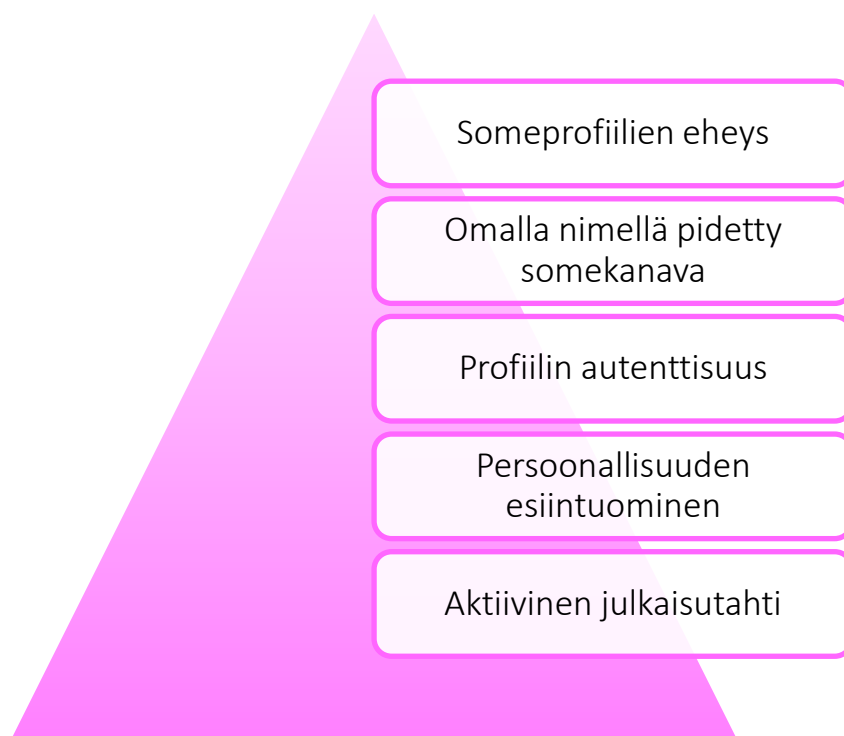 Someprofiilien eheys
Omalla nimellä pidetty
somekanava
Profiilin autenttisuus
Persoonallisuuden
esiintuominen
Aktiivinen julkaisutahti